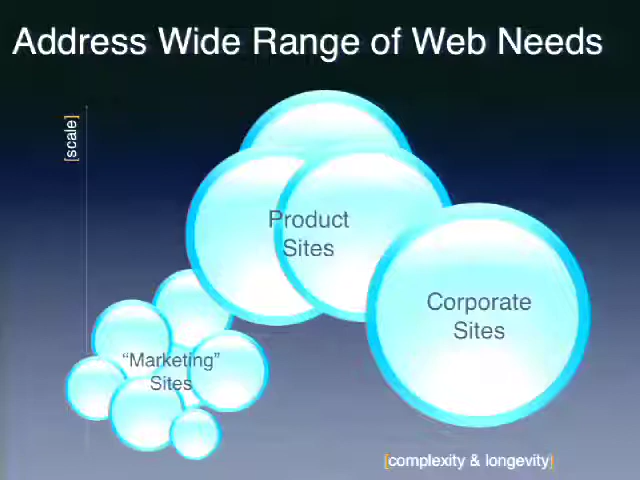 Address Wide Range of Web Needs
[scale]
Product
Sites
Corporate
Sites
“Marketing”
Sites
[complexity & longevity]